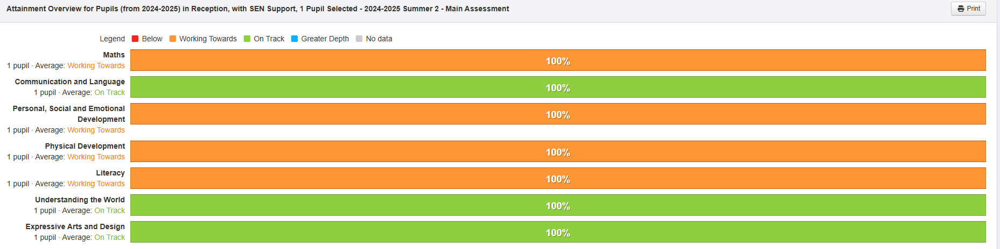 Attainment Overview for Pupils (from 2024-2025) in Reception, with SEN Support, 1 Pupil Selected - 2024-2025 Summer 2 - Main Assessment
Print
Legend Below Working Towards On Track Greater Depth No data
Maths
1 pupil · Average: Working Towards
100%
Communication and Language
1 pupil · Average: On Track
100%
Personal, Social and Emotional
Development
1 pupil · Average: Working Towards
100%
Physical Development
1 pupil · Average: Working Towards
100%
Literacy
1 pupil · Average: Working Towards
100%
Understanding the World
1 pupil · Average: On Track
100%
Expressive Arts and Design
1 pupil · Average: On Track
100%